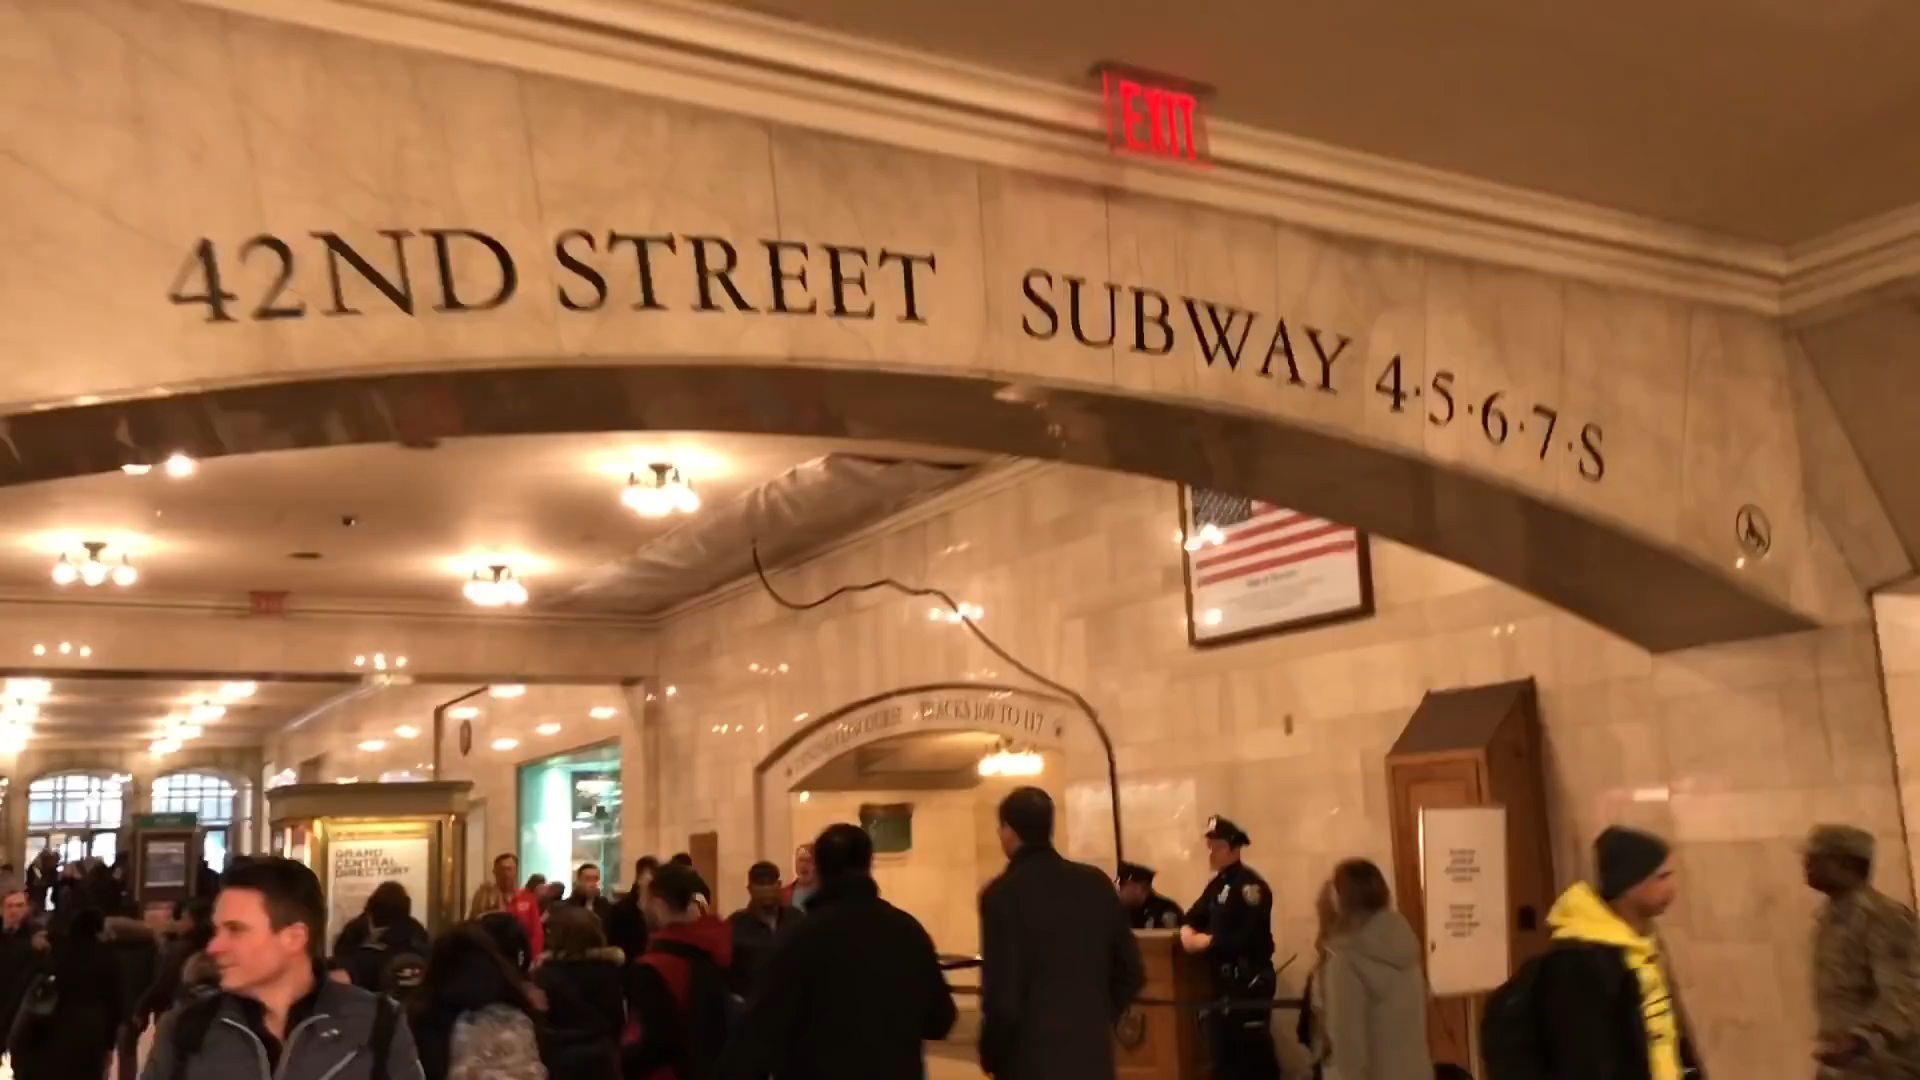 EXIT
42ND STREET SUBWAY 4·5·6·7·S
TRACKS 100 TO 117
GRAND
CENTRAL
DIRECTORY